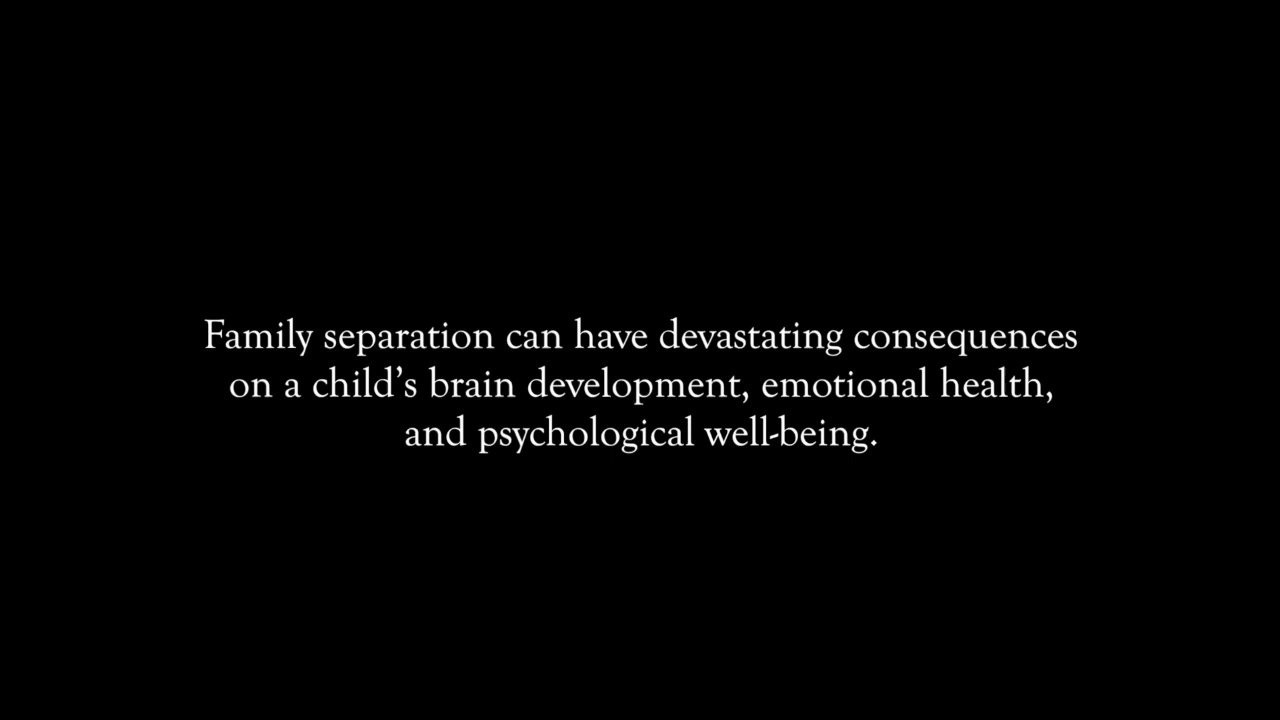 Family separation can have devastating consequences
on a child’s brain development, emotional health,
and psychological well-being.